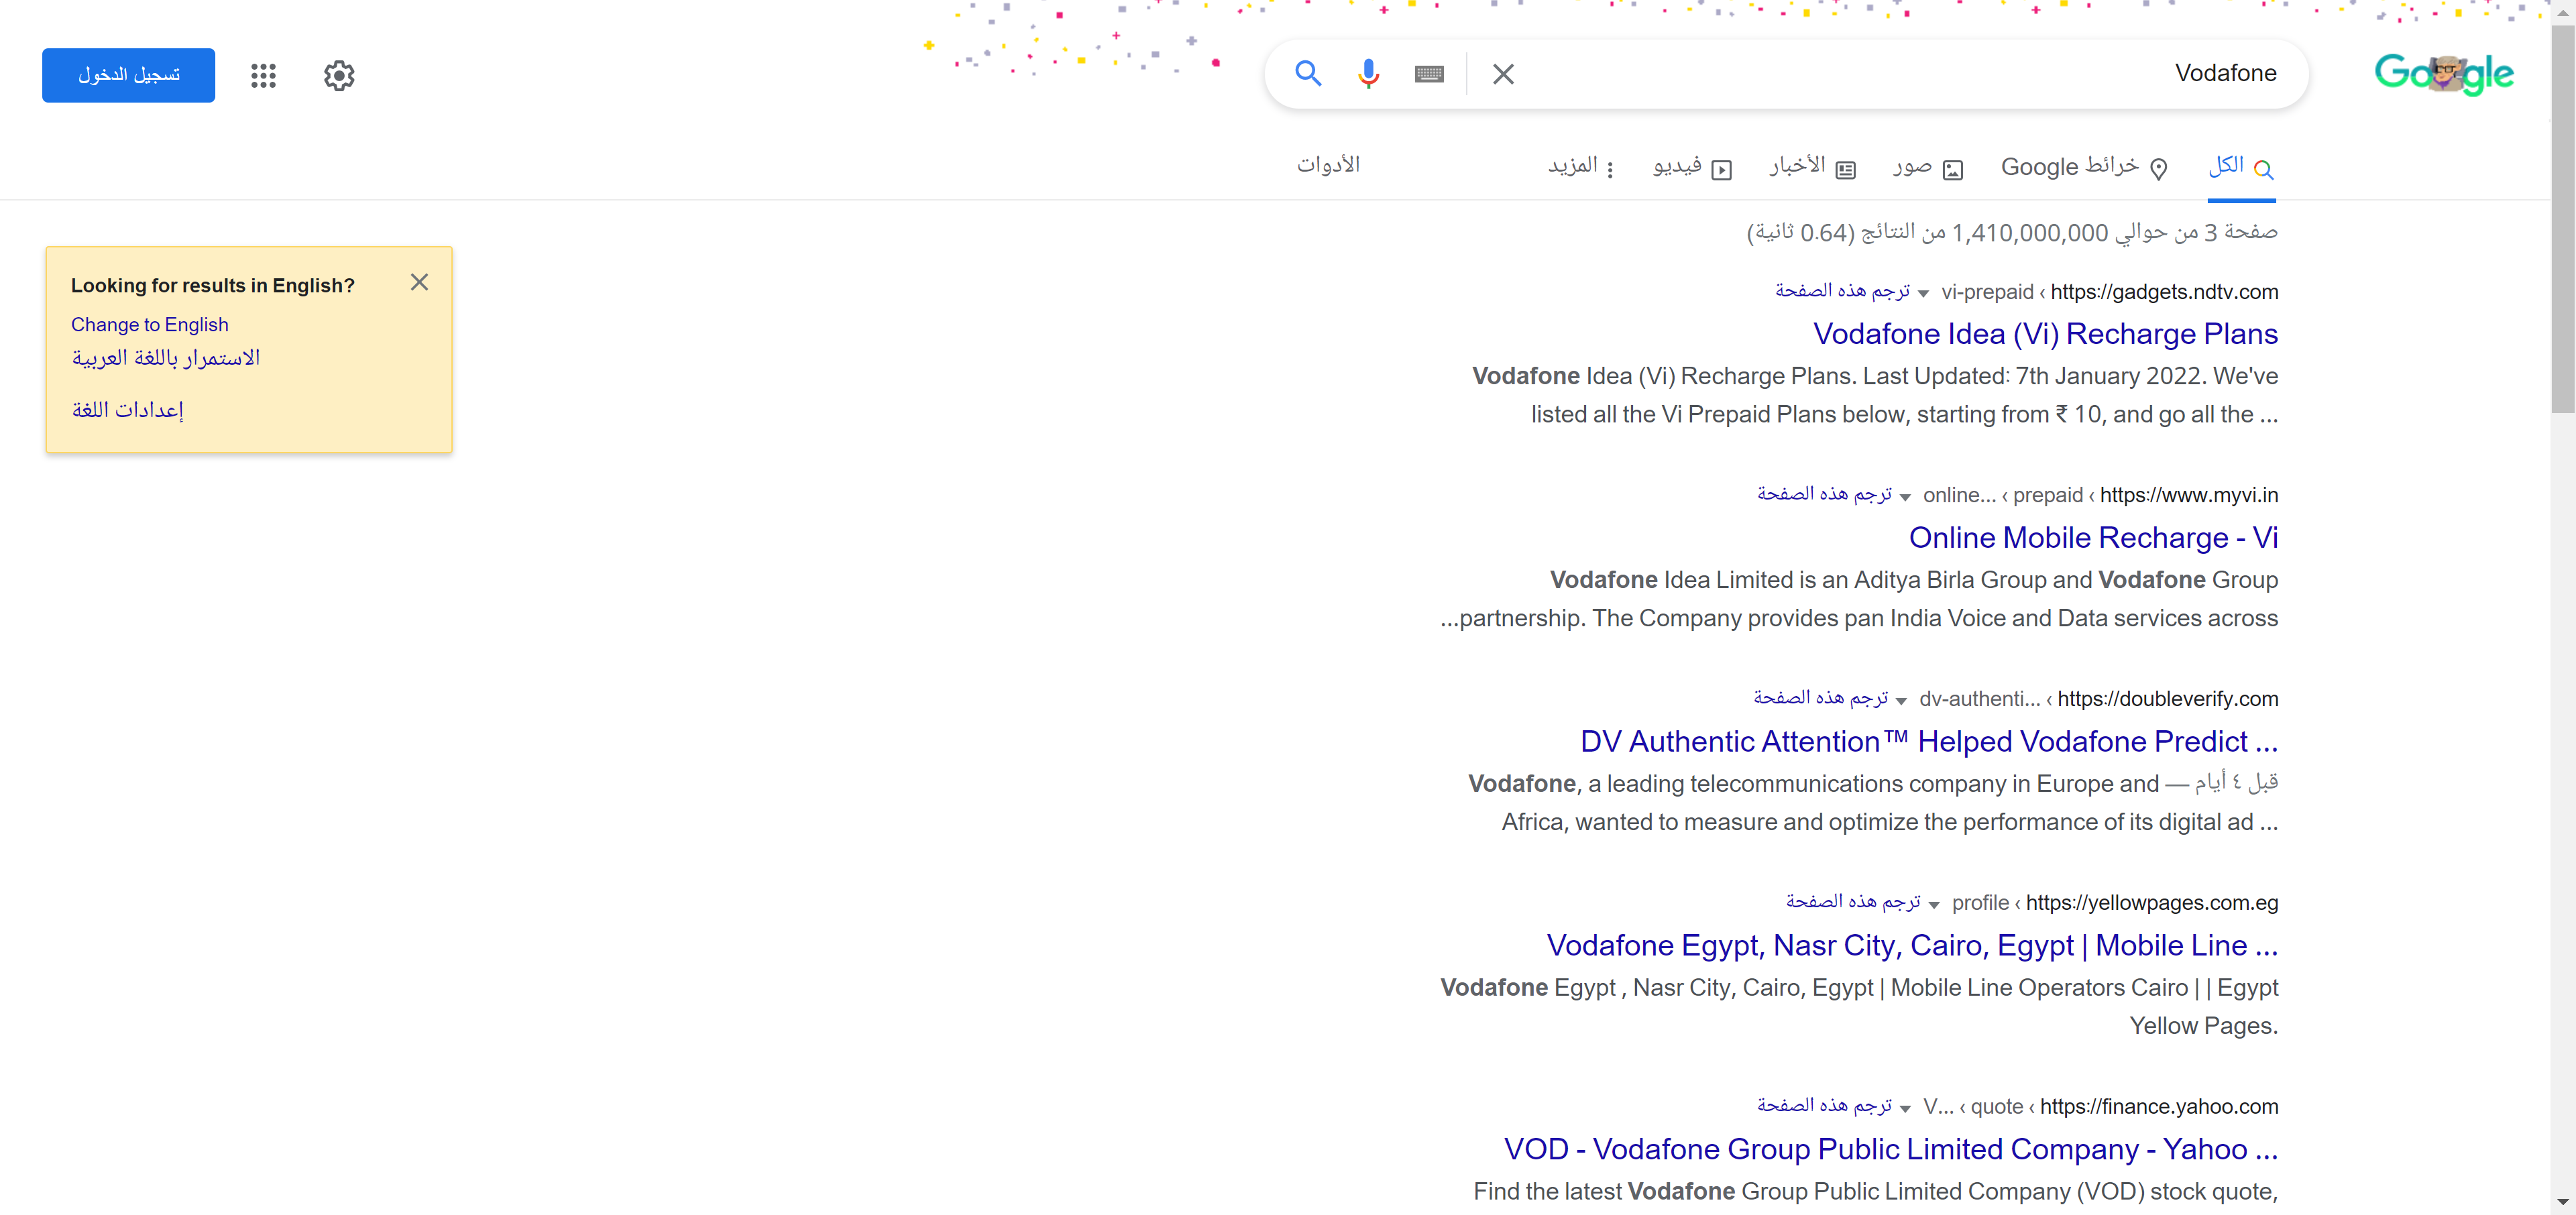 Google
Vodafone
تسجيل الدخول
الكل
خرائط Google
صور
الأخبار
فيديو
المزيد
الأدوات
صفحة 3 من حوالي 1,410,000,000 من النتائج (0.64 ثانية)
Looking for results in English?
Change to English
الاستمرار باللغة العربية
إعدادات اللغة
https://gadgets.ndtv.com › vi-prepaid ترجم هذه الصفحة
Vodafone Idea (Vi) Recharge Plans
Vodafone Idea (Vi) Recharge Plans. Last Updated: 7th January 2022. We've
listed all the Vi Prepaid Plans below, starting from ₹ 10, and go all the ...
https://www.myvi.in › prepaid › online... ترجم هذه الصفحة
Online Mobile Recharge - Vi
Vodafone Idea Limited is an Aditya Birla Group and Vodafone Group
partnership. The Company provides pan India Voice and Data services across...
https://doubleverify.com › dv-authenti... ترجم هذه الصفحة
DV Authentic Attention™ Helped Vodafone Predict ...
قبل ٤ أيام — Vodafone, a leading telecommunications company in Europe and
Africa, wanted to measure and optimize the performance of its digital ad ...
https://yellowpages.com.eg › profile ترجم هذه الصفحة
Vodafone Egypt, Nasr City, Cairo, Egypt | Mobile Line ...
Vodafone Egypt , Nasr City, Cairo, Egypt | Mobile Line Operators Cairo | | Egypt
Yellow Pages.
https://finance.yahoo.com › quote › V... ترجم هذه الصفحة
VOD - Vodafone Group Public Limited Company - Yahoo ...
Find the latest Vodafone Group Public Limited Company (VOD) stock quote,